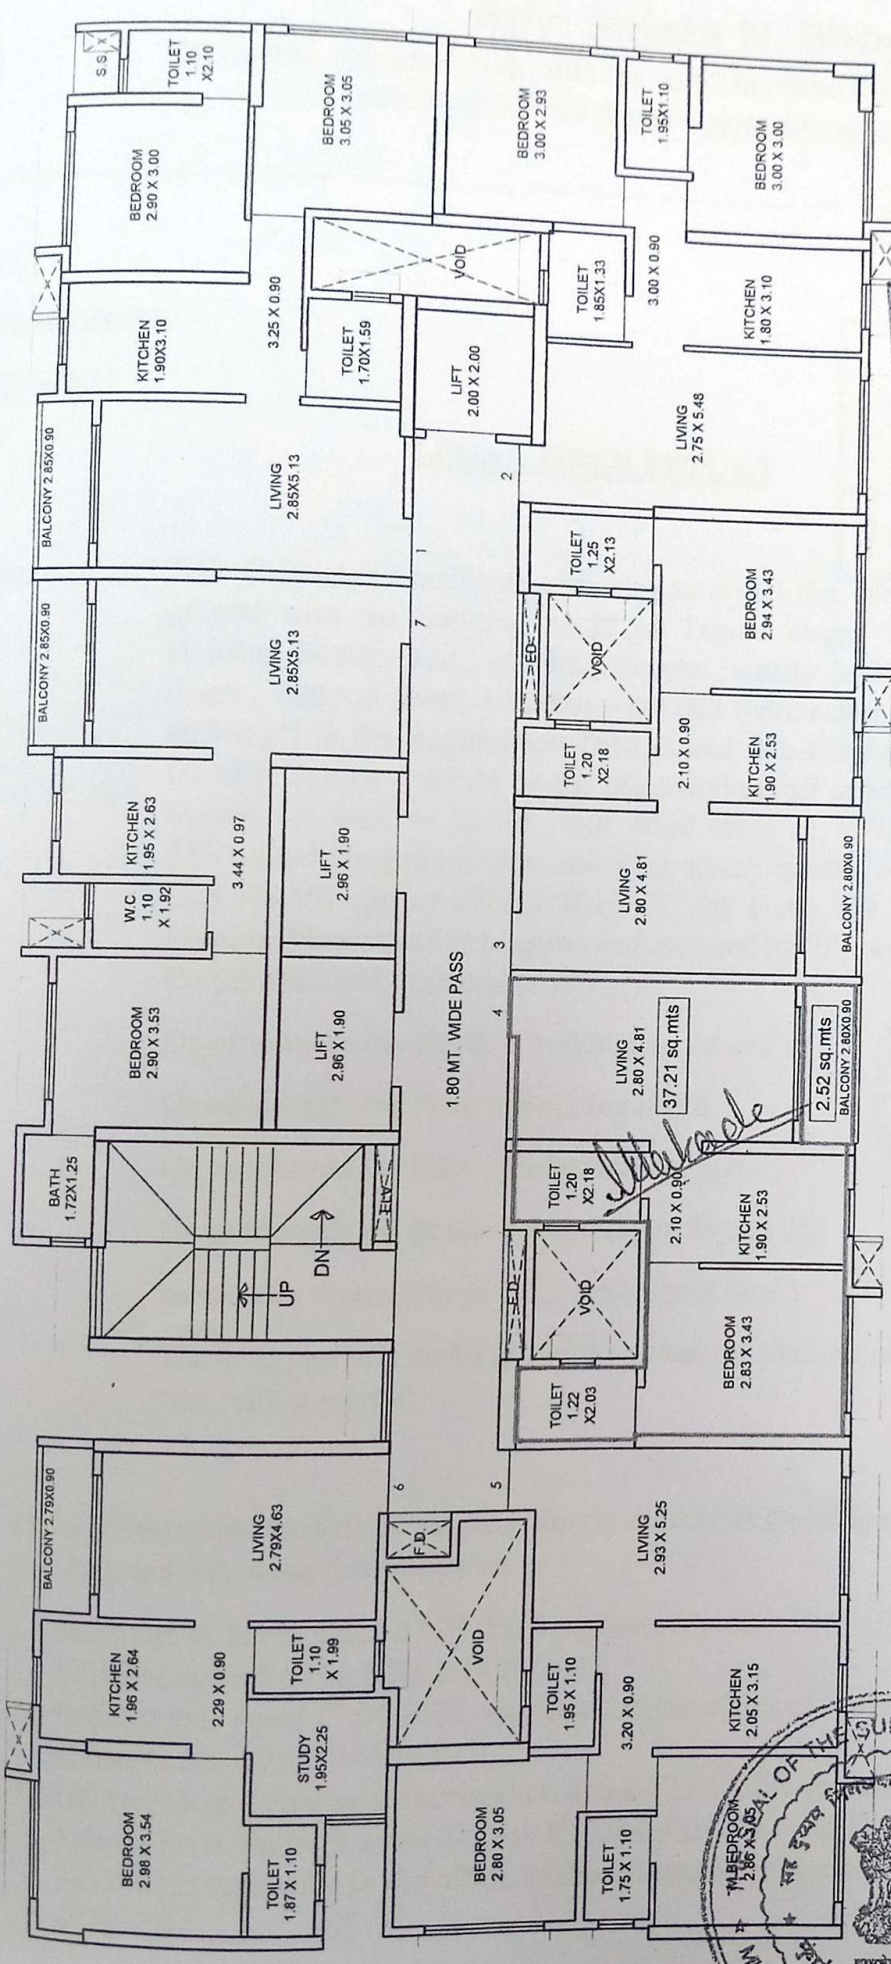 S.S.
TOILET
1.10
X2.10
BEDROOM
3.05 X 3.05
BEDROOM
3.00 X 2.93
TOILET
1.95X1.10
BEDROOM
3.00 X 3.00
BEDROOM
2.90 X 3.00
VOID
TOILET
1.85X1.33
3.00 X 0.90
KITCHEN
1.80 X 3.10
KITCHEN
1.90X3.10
3.25 X 0.90
TOILET
1.70X1.59
LIFT
2.00 X 2.00
BALCONY 2.85X0.90
LIVING
2.85X5.13
1
2
LIVING
2.75 X 5.48
BALCONY 2.85X0.90
LIVING
2.85X5.13
7
TOILET
1.25
X2.13
ED
VOID
BEDROOM
2.94 X 3.43
KITCHEN
1.95 X 2.63
3.44 X 0.97
W.C
1.10
X 1.92
LIFT
2.96 X 1.90
TOILET
1.20
X2.18
2.10 X 0.90
KITCHEN
1.90 X 2.53
LIVING
2.80 X 4.81
BALCONY 2.80X0.90
3
BEDROOM
2.90 X 3.53
LIFT
2.96 X 1.90
1.80 MT. WIDE PASS
4
LIVING
2.80 X 4.81
37.21 sq.mts
2.52 sq.mts
BALCONY 2.80X0.90
BATH
1.72X1.25
DN
UP
TOILET
1.20
X2.18
2.10 X 0.90
KITCHEN
1.90 X 2.53
VOID
BEDROOM
2.83 X 3.43
TOILET
1.22
X2.03
BALCONY 2.79X0.90
LIVING
2.79X4.63
6
5
F.D.
LIVING
2.93 X 5.25
KITCHEN
1.96 X 2.64
2.29 X 0.90
TOILET
1.10
X 1.99
VOID
TOILET
1.95 X 1.10
3.20 X 0.90
KITCHEN
2.05 X 3.15
STUDY
1.95X2.25
BEDROOM
2.98 X 3.54
TOILET
1.87 X 1.10
BEDROOM
2.80 X 3.05
TOILET
1.75 X 1.10
M.BEDROOM
2.86 X 3.05
SEAL OF THE SU
सह दुय्यम